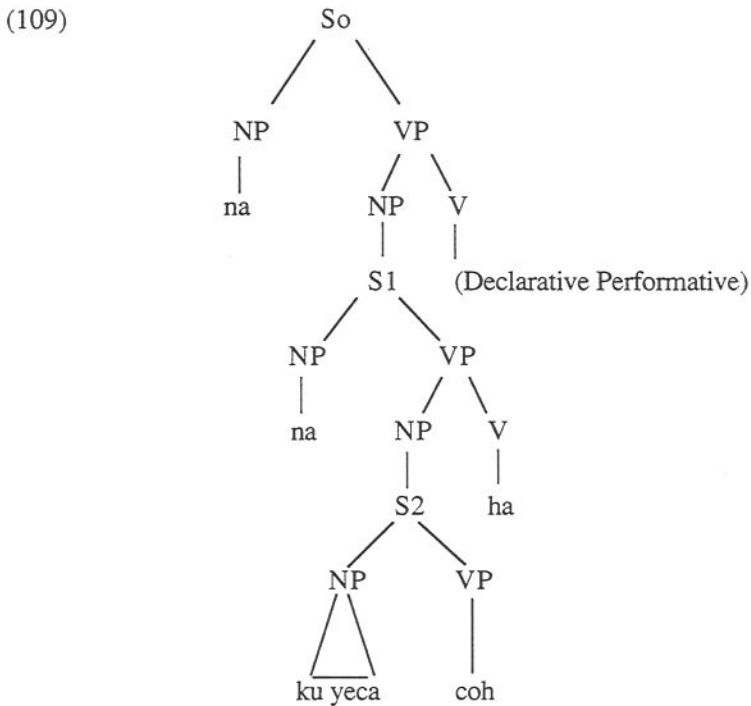 (109) So
NP VP
na NP V
S1 (Declarative Performative)
NP VP
na NP V
S2 ha
NP VP
ku yeca coh